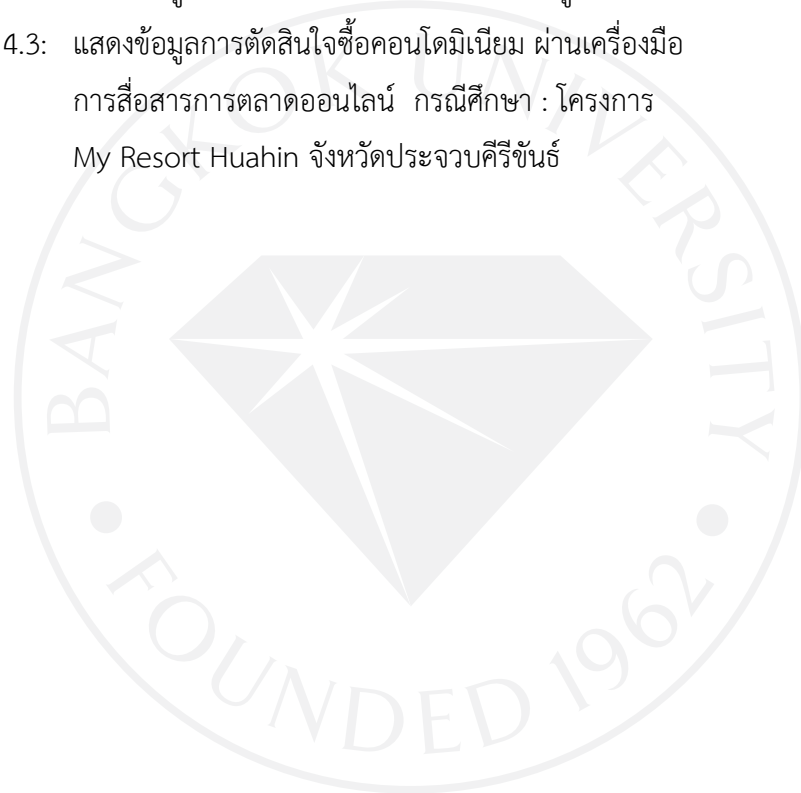 4.3: แสดงข้อมูลการตัดสินใจซื้อคอนโดมิเนียม ผ่านเครื่องมือ
การสื่อสารการตลาดออนไลน์ กรณีศึกษา : โครงการ
My Resort Huahin จังหวัดประจวบคีรีขันธ์
BANGKOK UNIVERSITY
FOUNDED 1962